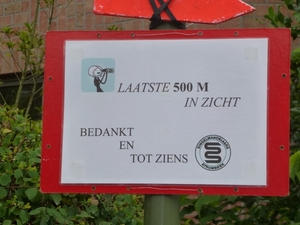 LAATSTE 500 M
IN ZICHT
BEDANKT
EN
TOT ZIENS